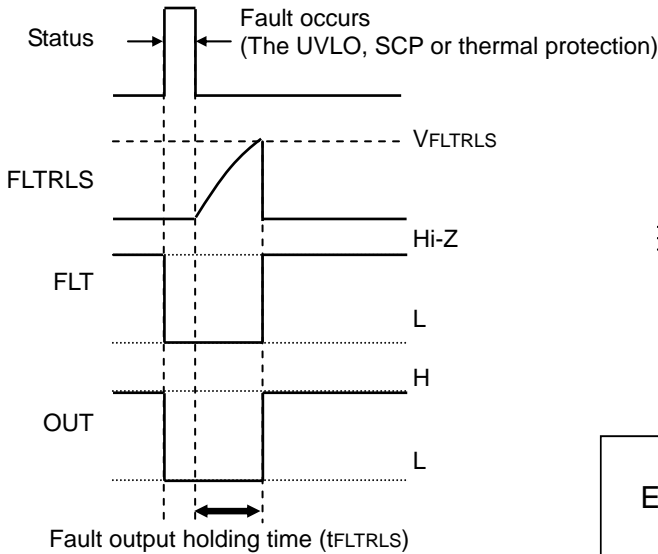 Status
Fault occurs
(The UVLO, SCP or thermal protection)
VFLTRLS
FLTRLS
Hi-Z
FLT
L
H
OUT
L
E
Fault output holding time (tFLTRLS)